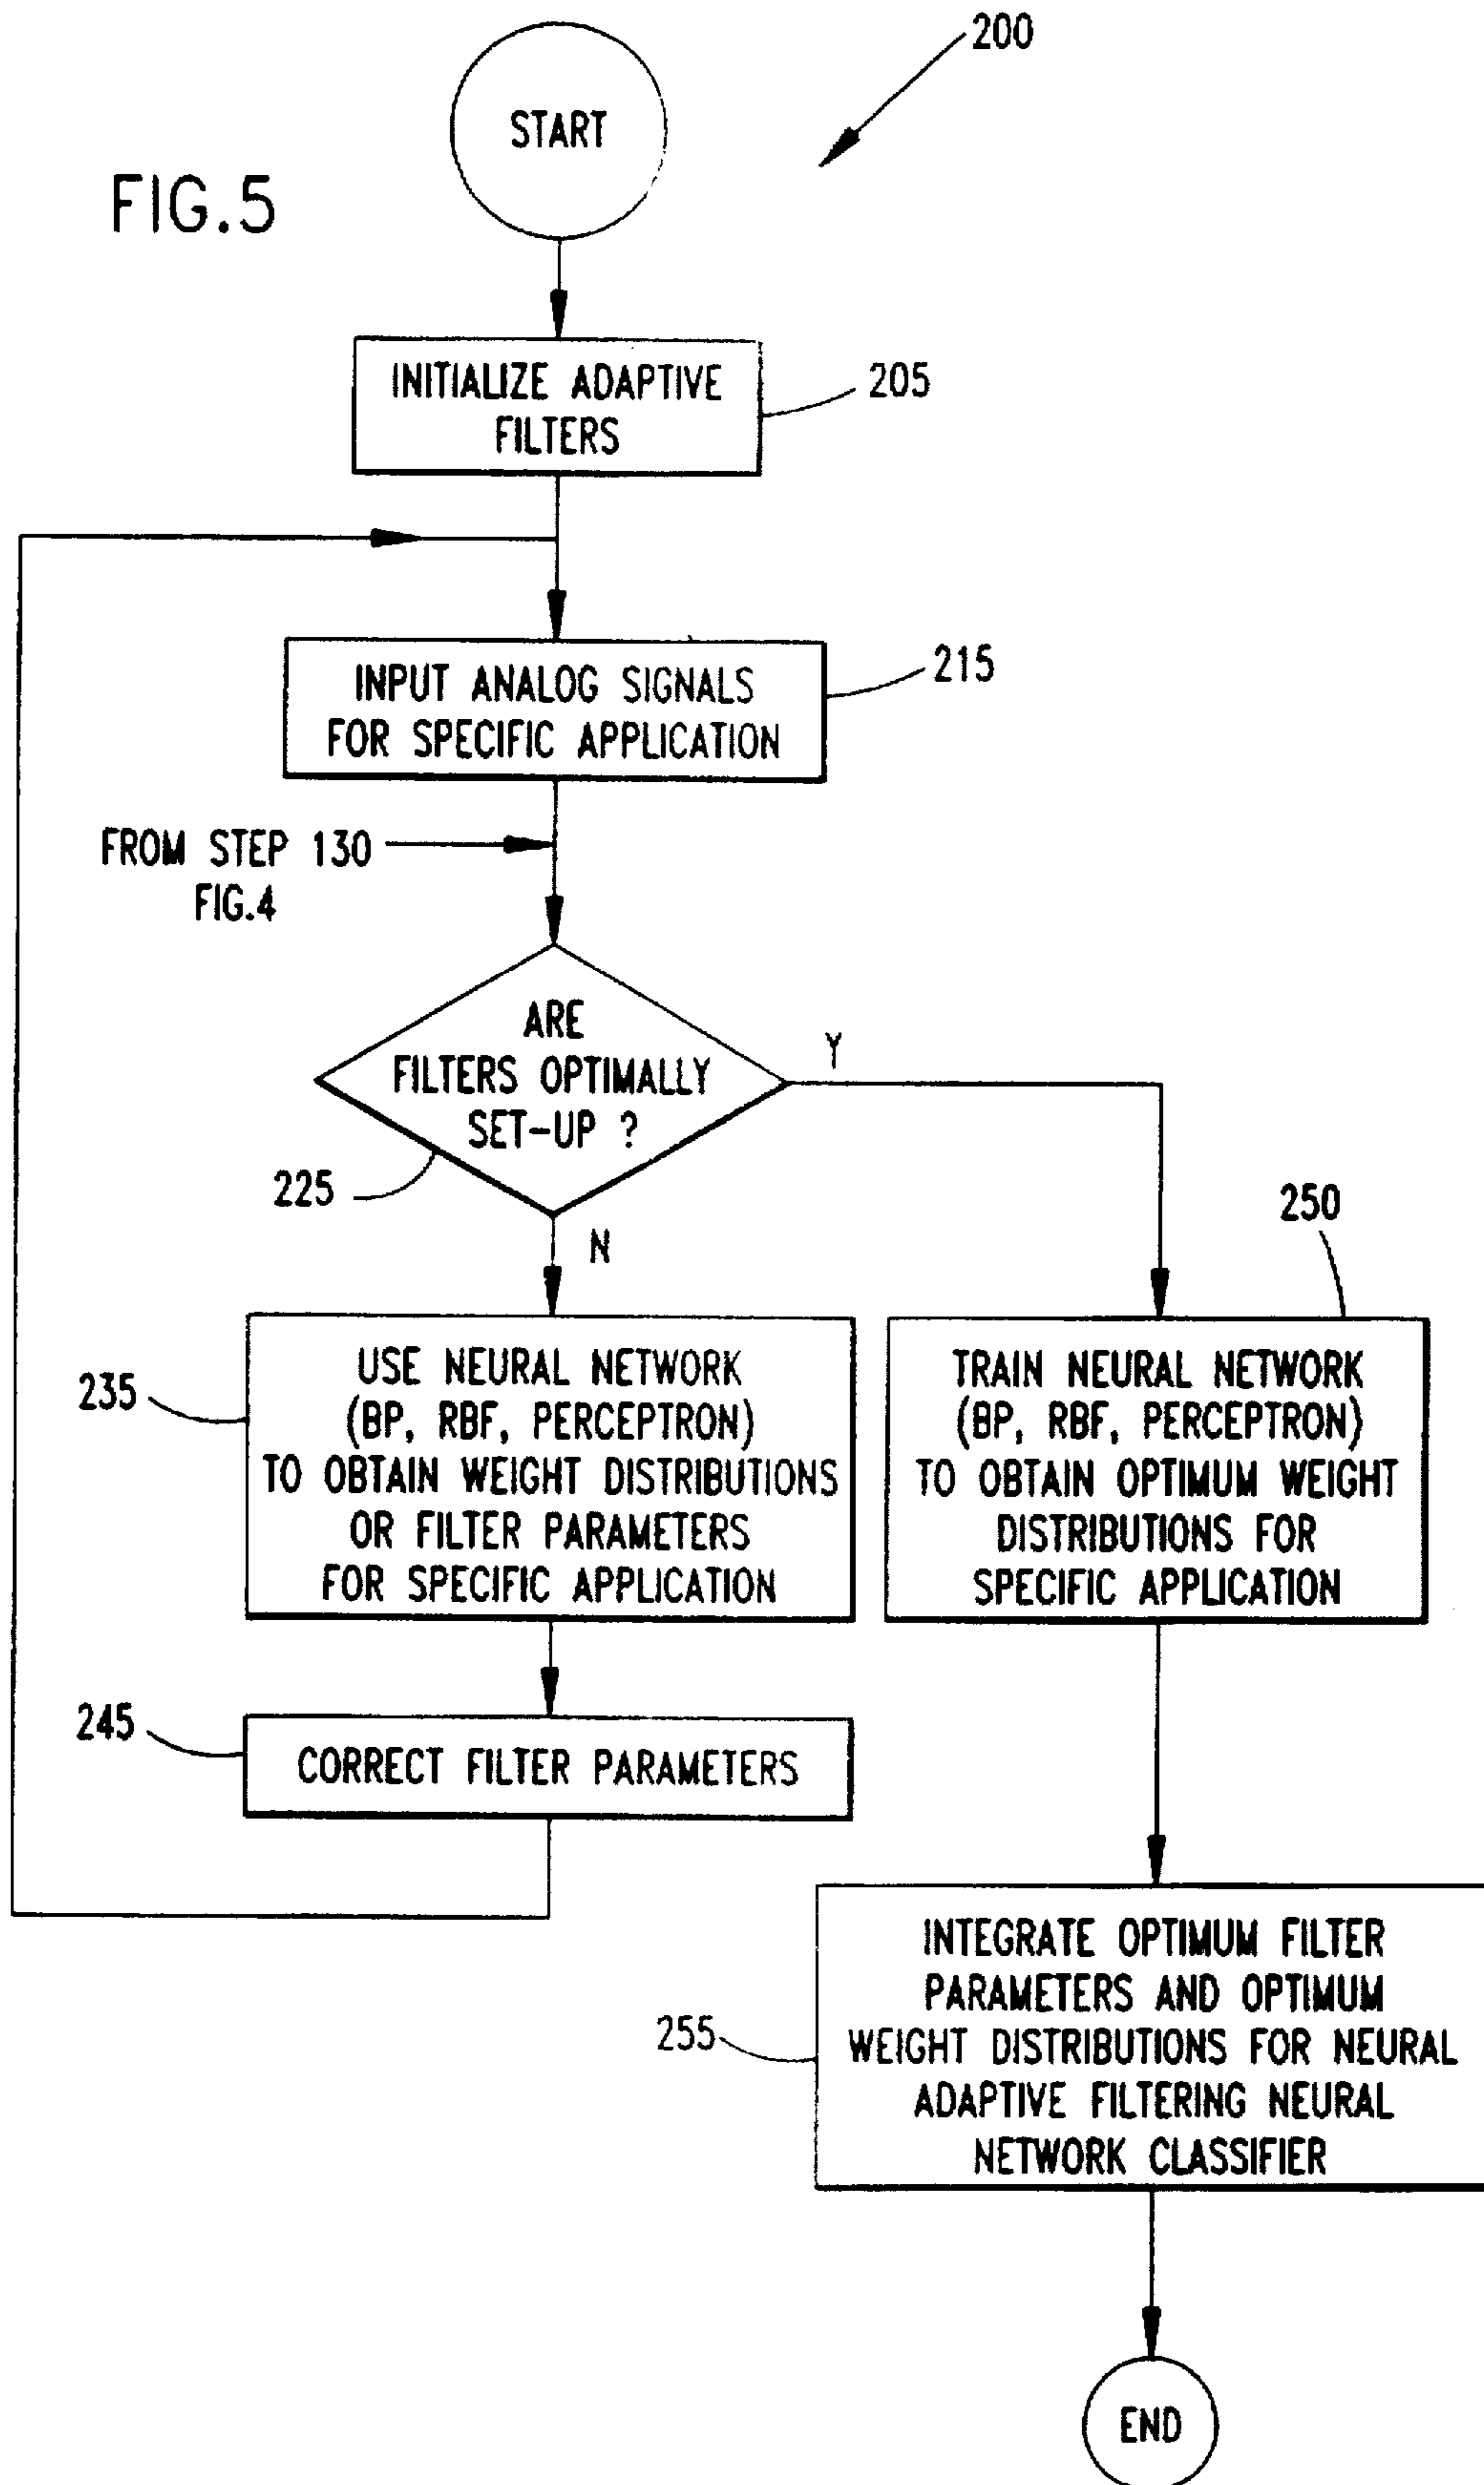 200
START
FIG.5
INITIALIZE ADAPTIVE
FILTERS
205
INPUT ANALOG SIGNALS
FOR SPECIFIC APPLICATION
215
FROM STEP 130
FIG.4
ARE
FILTERS OPTIMALLY
SET-UP ?
Y
225
N
250
235
USE NEURAL NETWORK
(BP, RBF, PERCEPTRON)
TO OBTAIN WEIGHT DISTRIBUTIONS
OR FILTER PARAMETERS
FOR SPECIFIC APPLICATION
TRAIN NEURAL NETWORK
(BP, RBF, PERCEPTRON)
TO OBTAIN OPTIMUM WEIGHT
DISTRIBUTIONS FOR
SPECIFIC APPLICATION
245
CORRECT FILTER PARAMETERS
255
INTEGRATE OPTIMUM FILTER
PARAMETERS AND OPTIMUM
WEIGHT DISTRIBUTIONS FOR NEURAL
ADAPTIVE FILTERING NEURAL
NETWORK CLASSIFIER
END